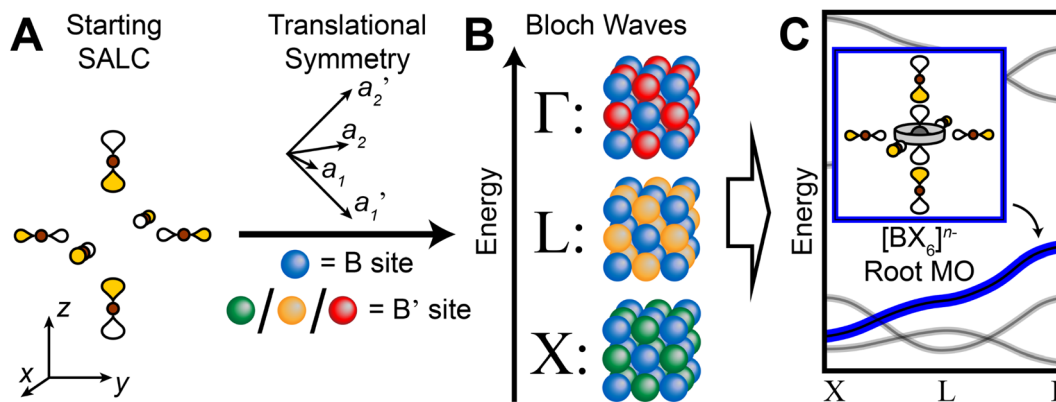 A
Starting
SALC
z
x
y
Translational
Symmetry
a₂'
a₂
a₁
a₁'
= B site
/ / = B' site
B
Bloch Waves
Energy
Γ:
L:
X:
C
Energy
[BX₆]ⁿ⁻
Root MO
X L